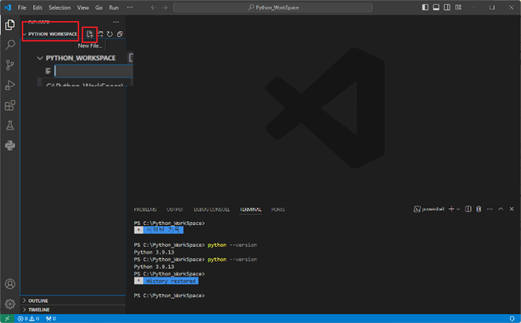 File Edit Selection View Go Run ...
Python_WorkSpace
PYTHON_WORKSPACE
New File...
PYTHON_WORKSPACE
C:\Python_WorkSpace\
PROBLEMS OUTPUT DEBUG CONSOLE TERMINAL PORTS
powershell
PS C:\Python_WorkSpace>
PS C:\Python_WorkSpace> python --version
Python 3.9.13
PS C:\Python_WorkSpace> python --version
Python 3.9.13
PS C:\Python_WorkSpace>
* History restored
PS C:\Python_WorkSpace>
OUTLINE
TIMELINE
0 0 0